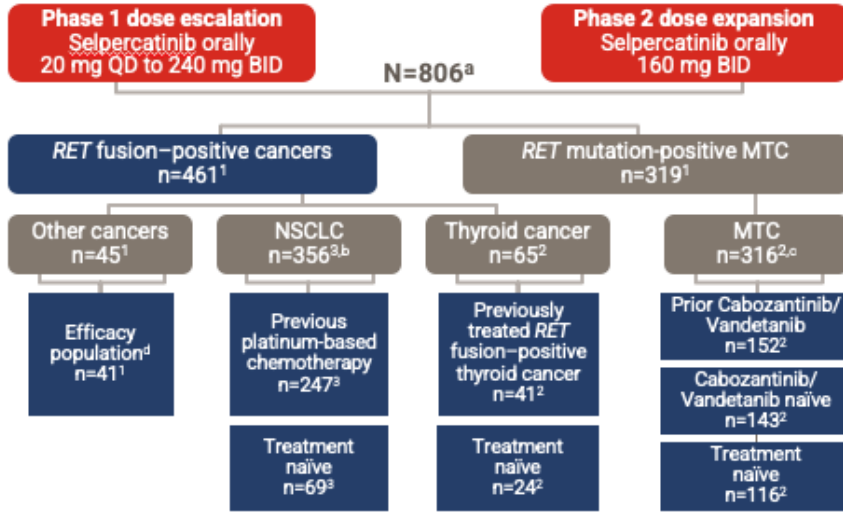 Phase 1 dose escalation
Selpercatinib orally
20 mg QD to 240 mg BID
Phase 2 dose expansion
Selpercatinib orally
160 mg BID
N=806ᵃ
RET fusion–positive cancers
n=461¹
RET mutation-positive MTC
n=319¹
Other cancers
n=45¹
NSCLC
n=356³,ᵇ
Thyroid cancer
n=65²
MTC
n=316²,ᶜ
Efficacy
populationᵈ
n=41¹
Previous
platinum-based
chemotherapy
n=247³
Treatment
naïve
n=69³
Previously
treated RET
fusion–positive
thyroid cancer
n=41²
Treatment
naïve
n=24²
Prior Cabozantinib/
Vandetanib
n=152²
Cabozantinib/
Vandetanib naïve
n=143²
Treatment
naïve
n=116²